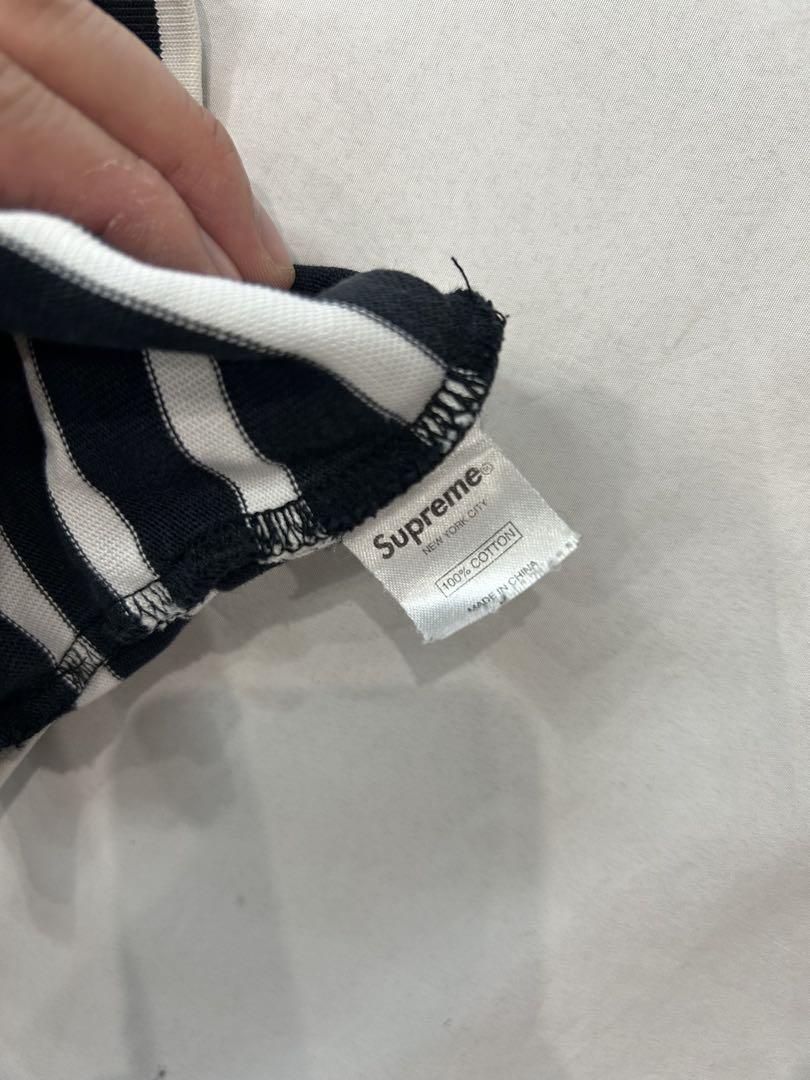 Supreme®
NEW YORK CITY
100% COTTON
MADE IN CHINA